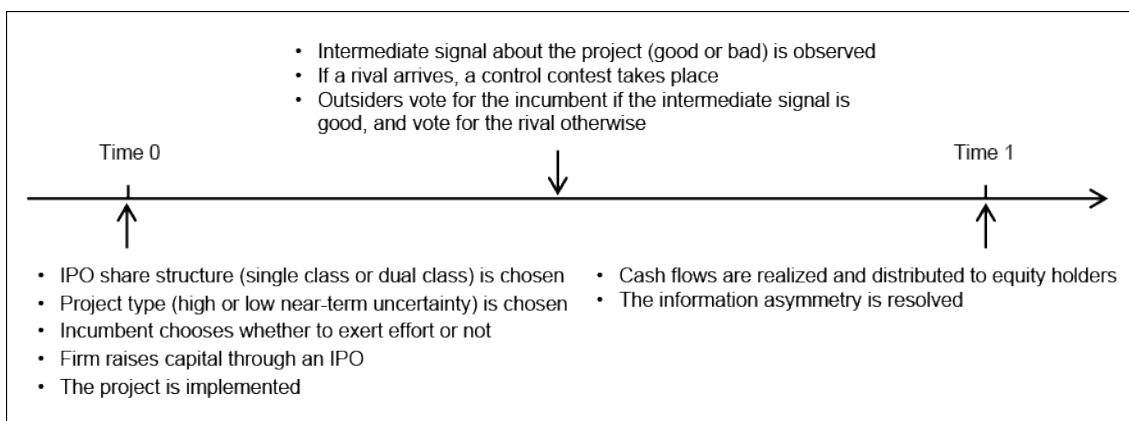 • Intermediate signal about the project (good or bad) is observed
• If a rival arrives, a control contest takes place
• Outsiders vote for the incumbent if the intermediate signal is
good, and vote for the rival otherwise
Time 0
Time 1
• IPO share structure (single class or dual class) is chosen
• Project type (high or low near-term uncertainty) is chosen
• Incumbent chooses whether to exert effort or not
• Firm raises capital through an IPO
• The project is implemented
• Cash flows are realized and distributed to equity holders
• The information asymmetry is resolved